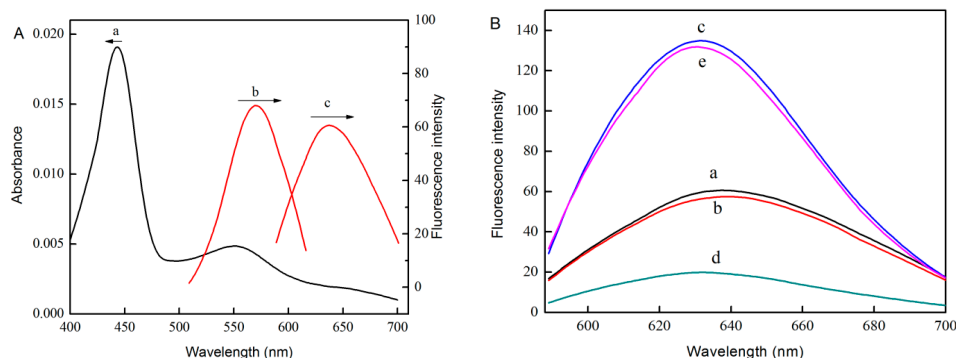 A
a
b
c
0.020
0.015
0.010
0.005
0.000
Absorbance
400 450 500 550 600 650 700
Wavelength (nm)
100
80
60
40
20
0
Fluorescence intensity
B
c
e
a
b
d
140
120
100
80
60
40
20
0
Fluorescence intensity
600 620 640 660 680 700
Wavelength (nm)